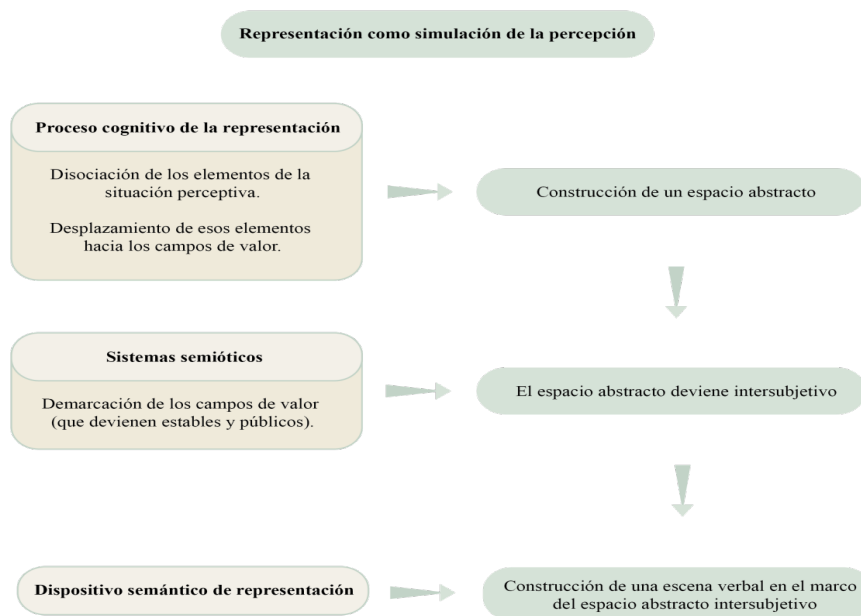 Representación como simulación de la percepción
Proceso cognitivo de la representación
Disociación de los elementos de la
situación perceptiva.
Desplazamiento de esos elementos
hacia los campos de valor.
Construcción de un espacio abstracto
Sistemas semióticos
Demarcación de los campos de valor
(que devienen estables y públicos).
El espacio abstracto deviene intersubjetivo
Dispositivo semántico de representación
Construcción de una escena verbal en el marco
del espacio abstracto intersubjetivo